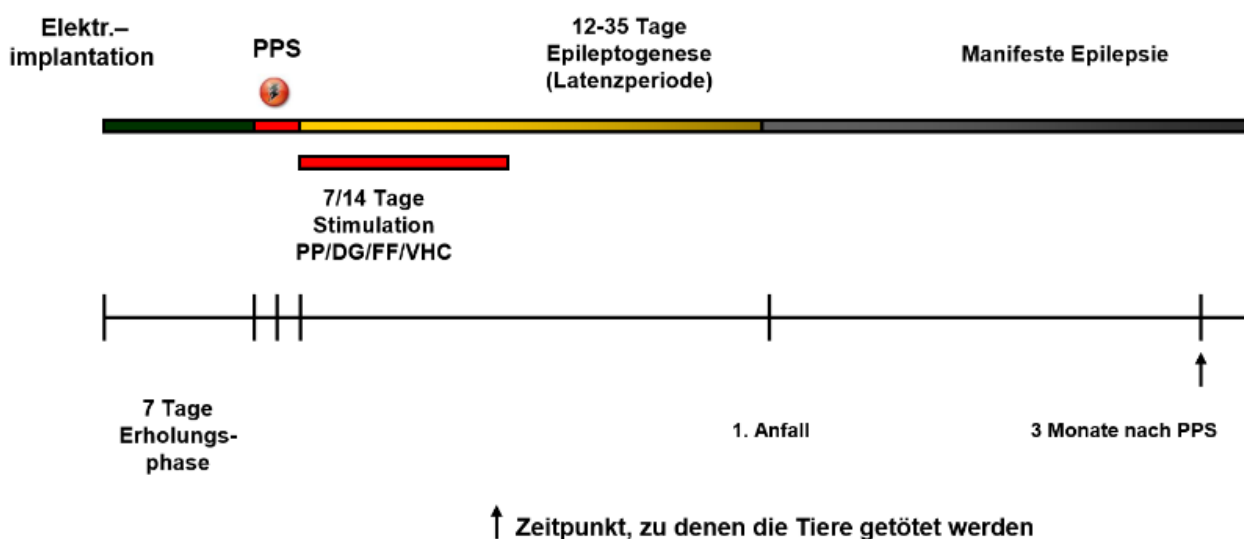 Elektr.–
implantation
PPS
12-35 Tage
Epileptogenese
(Latenzperiode)
Manifeste Epilepsie
7/14 Tage
Stimulation
PP/DG/FF/VHC
7 Tage
Erholungs-
phase
1. Anfall
3 Monate nach PPS
Zeitpunkt, zu denen die Tiere getötet werden